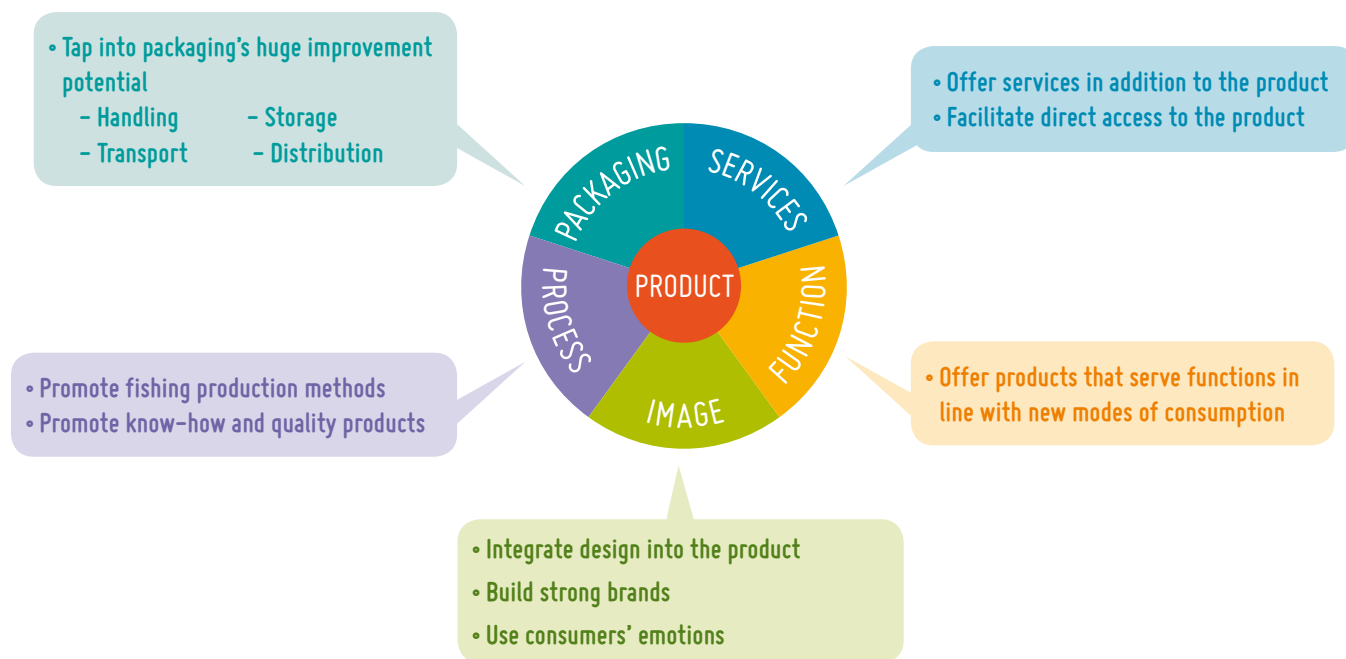 ◦ Tap into packaging's huge improvement
potential
– Handling – Storage
– Transport – Distribution
◦ Offer services in addition to the product
◦ Facilitate direct access to the product
PACKAGING
SERVICES
PROCESS
PRODUCT
FUNCTION
IMAGE
◦ Promote fishing production methods
◦ Promote know-how and quality products
◦ Offer products that serve functions in
line with new modes of consumption
◦ Integrate design into the product
◦ Build strong brands
◦ Use consumers' emotions